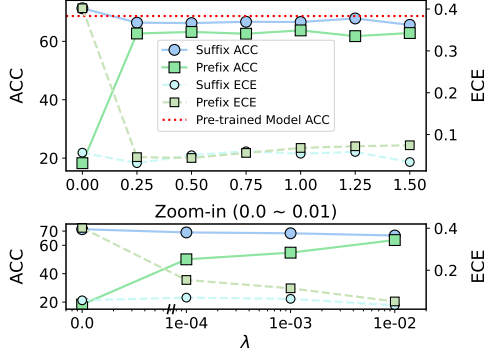 ACC
60
40
20
0.4
0.3
0.2
0.1
ECE
Suffix ACC
Prefix ACC
Suffix ECE
Prefix ECE
Pre-trained Model ACC
0.00 0.25 0.50 0.75 1.00 1.25 1.50
Zoom-in (0.0 ~ 0.01)
ACC
70
60
40
20
0.4
0.2
ECE
0.0 1e-04 1e-03 1e-02
λ